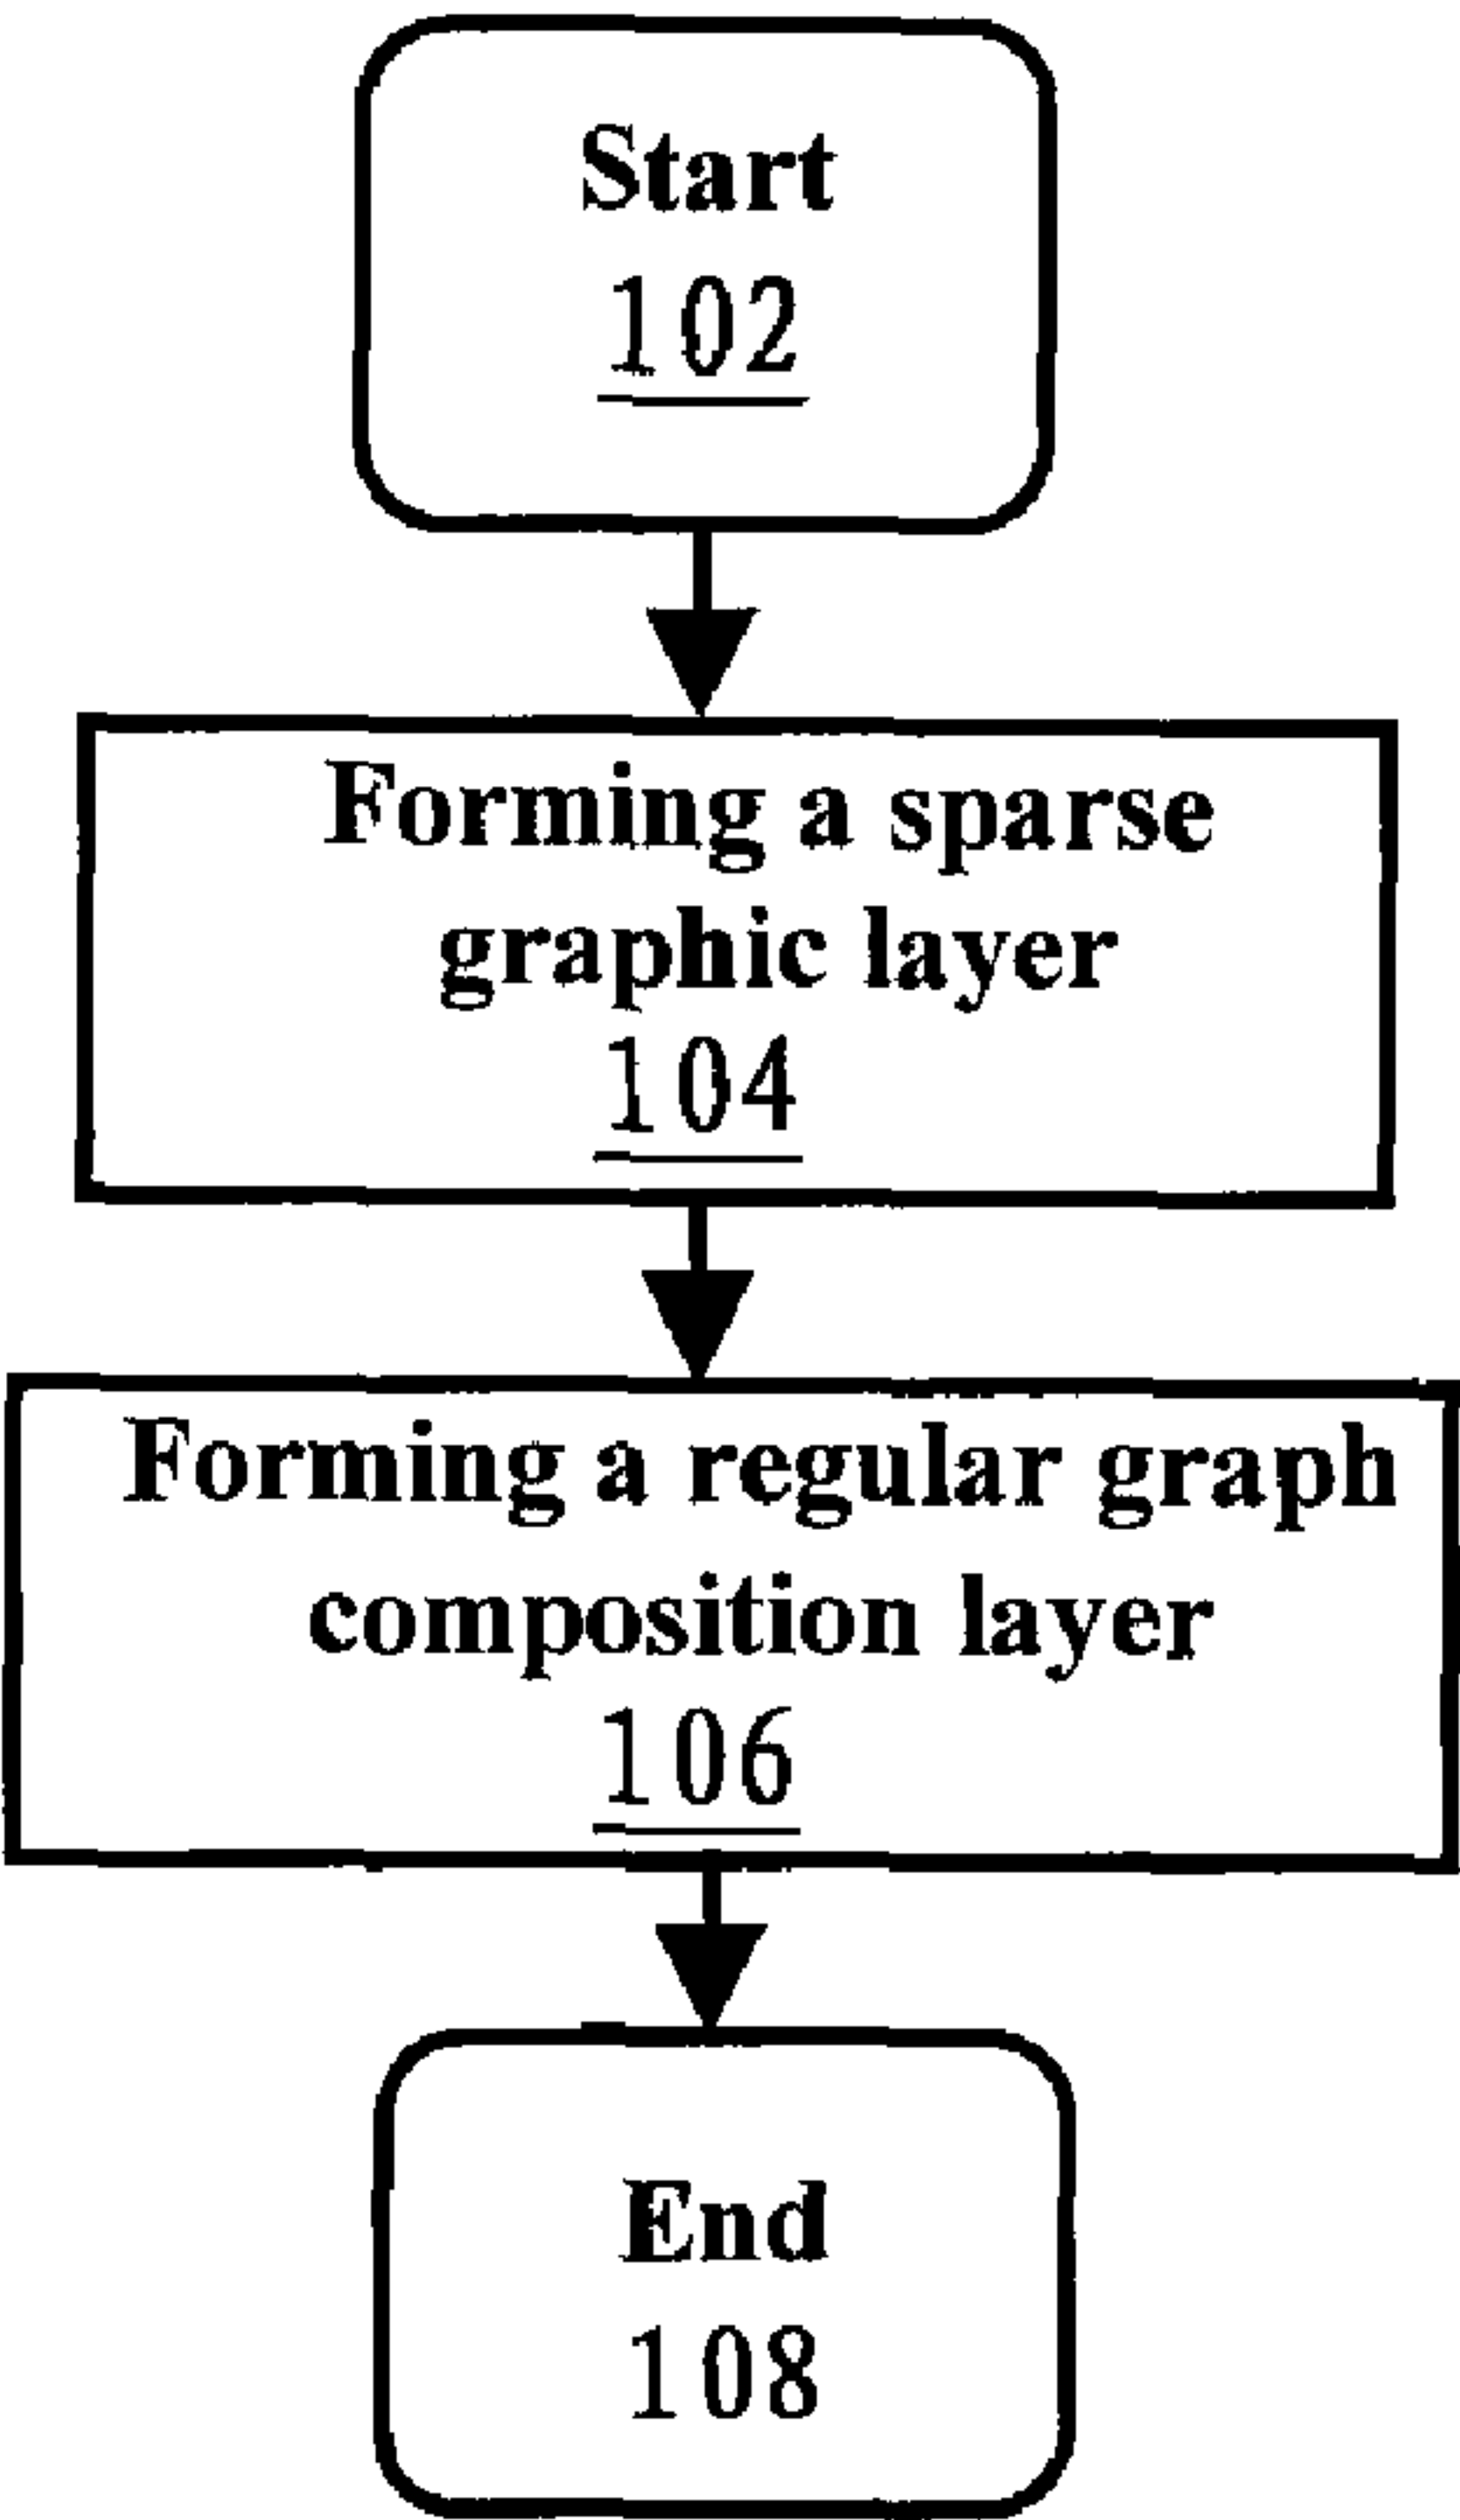 Start
102
Forming a sparse
graphic layer
104
Forming a regular graph
composition layer
106
End
108